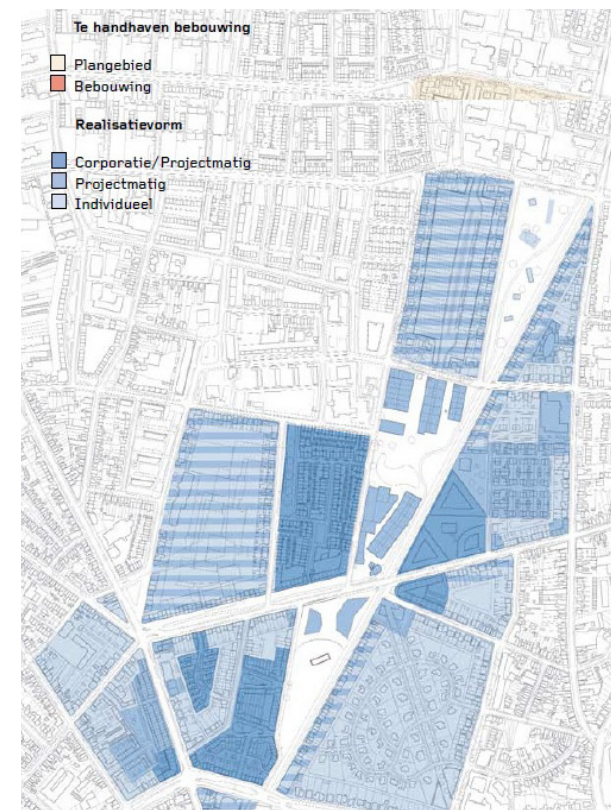 Te handhaven bebouwing
Plangebied
Bebouwing
Realisatievorm
Corporatie/Projectmatig
Projectmatig
Individueel